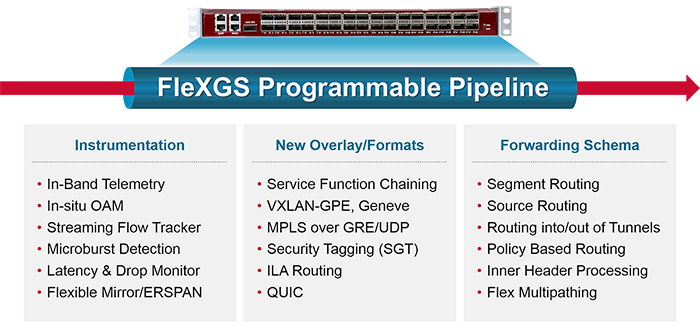 FleXGS Programmable Pipeline
Instrumentation
In-Band Telemetry
In-situ OAM
Streaming Flow Tracker
Microburst Detection
Latency & Drop Monitor
Flexible Mirror/ERSPAN
New Overlay/Formats
Service Function Chaining
VXLAN-GPE, Geneve
MPLS over GRE/UDP
Security Tagging (SGT)
ILA Routing
QUIC
Forwarding Schema
Segment Routing
Source Routing
Routing into/out of Tunnels
Policy Based Routing
Inner Header Processing
Flex Multipathing